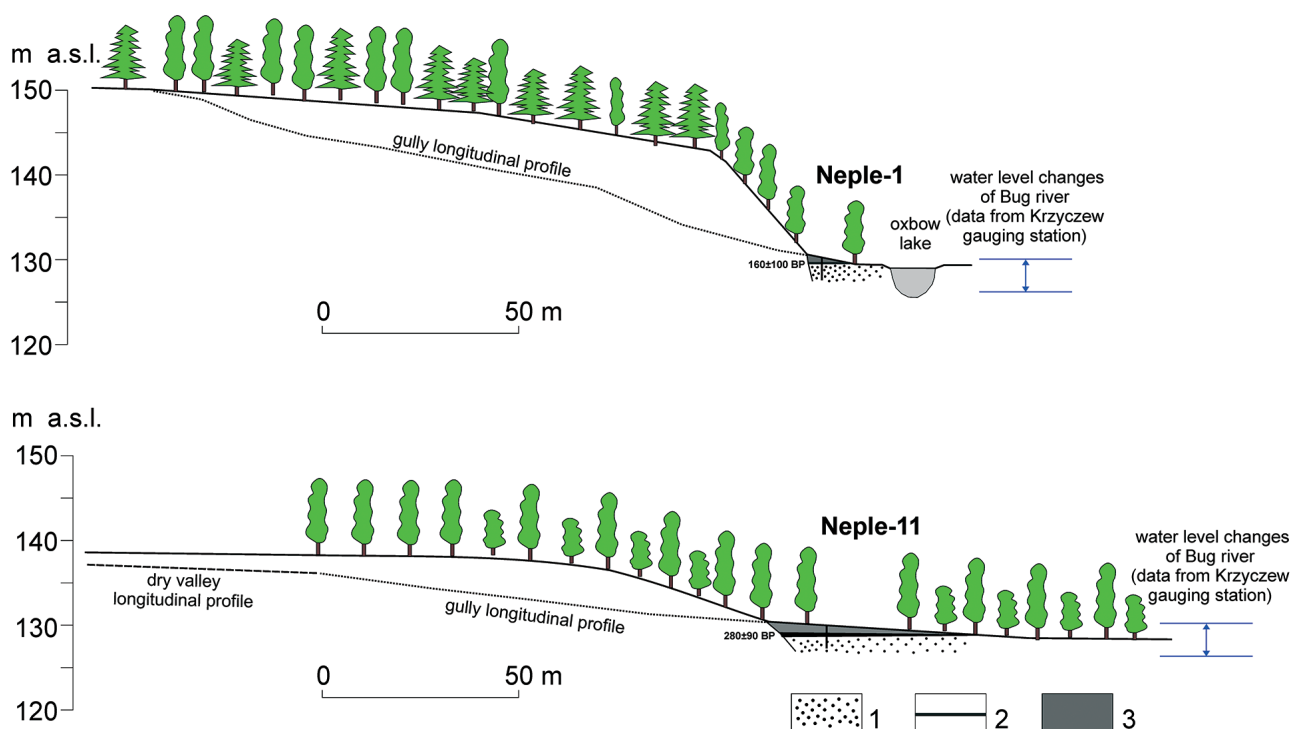 m a.s.l.
150
140
130
120
gully longitudinal profile
Neple-1
160±100 BP
oxbow
lake
water level changes
of Bug river
(data from Krzyczew
gauging station)
0 50 m
m a.s.l.
150
140
130
120
dry valley
longitudinal profile
gully longitudinal profile
Neple-11
280±90 BP
water level changes
of Bug river
(data from Krzyczew
gauging station)
0 50 m
1 2 3